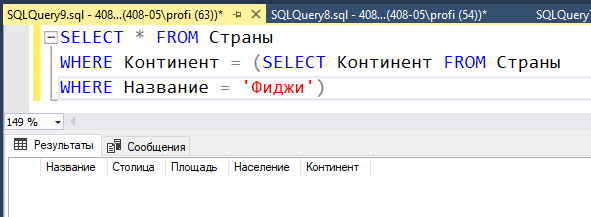 SQLQuery9.sql - 408...(408-05\profi (63))* SQLQuery8.sql - 408...(408-05\profi (54))* SQLQuery
SELECT * FROM Страны
WHERE Континент = (SELECT Континент FROM Страны
WHERE Название = 'Фиджи')
149 %
Результаты Сообщения
Название Столица Площадь Население Континент